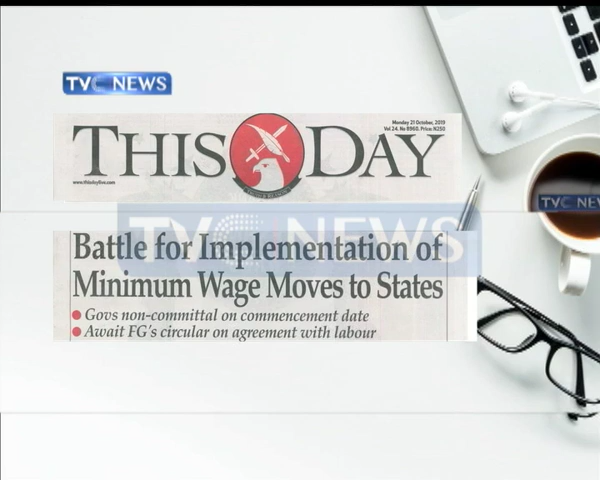 TVC NEWS
Monday 21 October, 2019
Vol 24. No 8960. Price: N250
THIS DAY
www.thisdaylive.com
TVC NEWS
TVC NEWS
Battle for Implementation of
Minimum Wage Moves to States
Govs non-committal on commencement date
Await FG's circular on agreement with labour